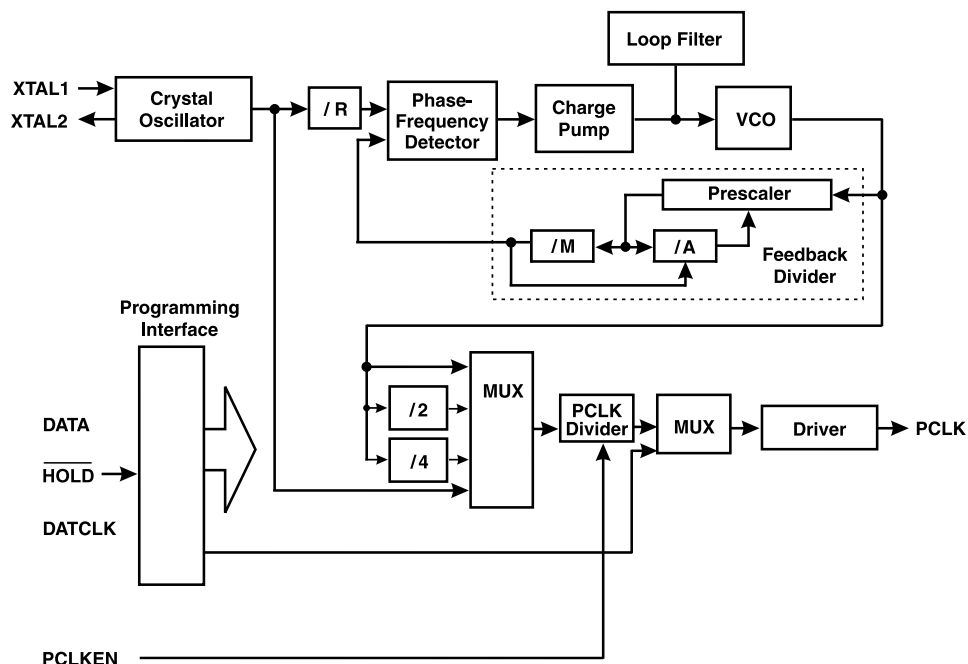 Loop Filter
XTAL1
XTAL2
Crystal
Oscillator
/ R
Phase-
Frequency
Detector
Charge
Pump
VCO
Prescaler
/ M
/ A
Feedback
Divider
Programming
Interface
MUX
/ 2
/ 4
PCLK
Divider
MUX
Driver
PCLK
DATA
HOLD
DATCLK
PCLKEN